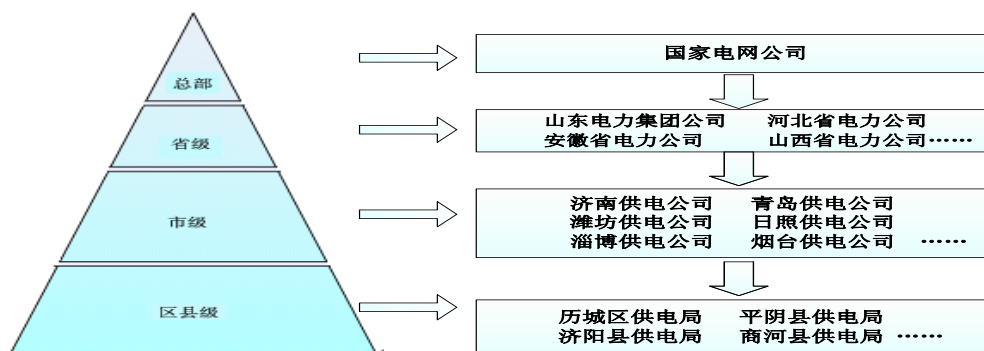 总部
国家电网公司
省级
山东电力集团公司 河北省电力公司
安徽省电力公司 山西省电力公司……
市级
济南供电公司 青岛供电公司
潍坊供电公司 日照供电公司
淄博供电公司 烟台供电公司 ……
区县级
历城区供电局 平阴县供电局
济阳县供电局 商河县供电局 ……